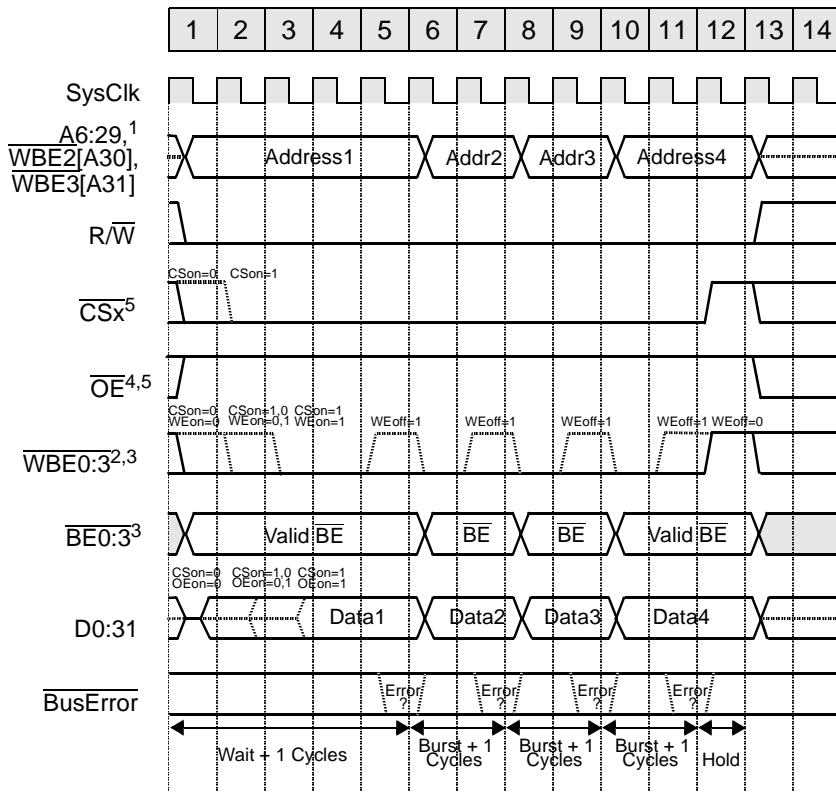 1 2 3 4 5 6 7 8 9 10 11 12 13 14
SysClk
A6:29,1
WBE2[A30],
WBE3[A31]
Address1 Addr2 Addr3 Address4
R/W
CSon=0 CSon=1
CSx5
OE4,5
CSon=0 CSon=1,0 CSon=1
WEon=0 WEon=0,1 WEon=1
WEoff=1 WEoff=1 WEoff=1 WEoff=1 WEoff=0
WBE0:32,3
BE0:33
Valid BE BE BE Valid BE
CSon=0 CSon=1,0 CSon=1
OEon=0 OEon=0,1 OEon=1
D0:31
Data1 Data2 Data3 Data4
BusError
Error Error Error Error
? ? ? ?
Wait + 1 Cycles
Burst + 1
Cycles
Burst + 1
Cycles
Burst + 1
Cycles
Hold